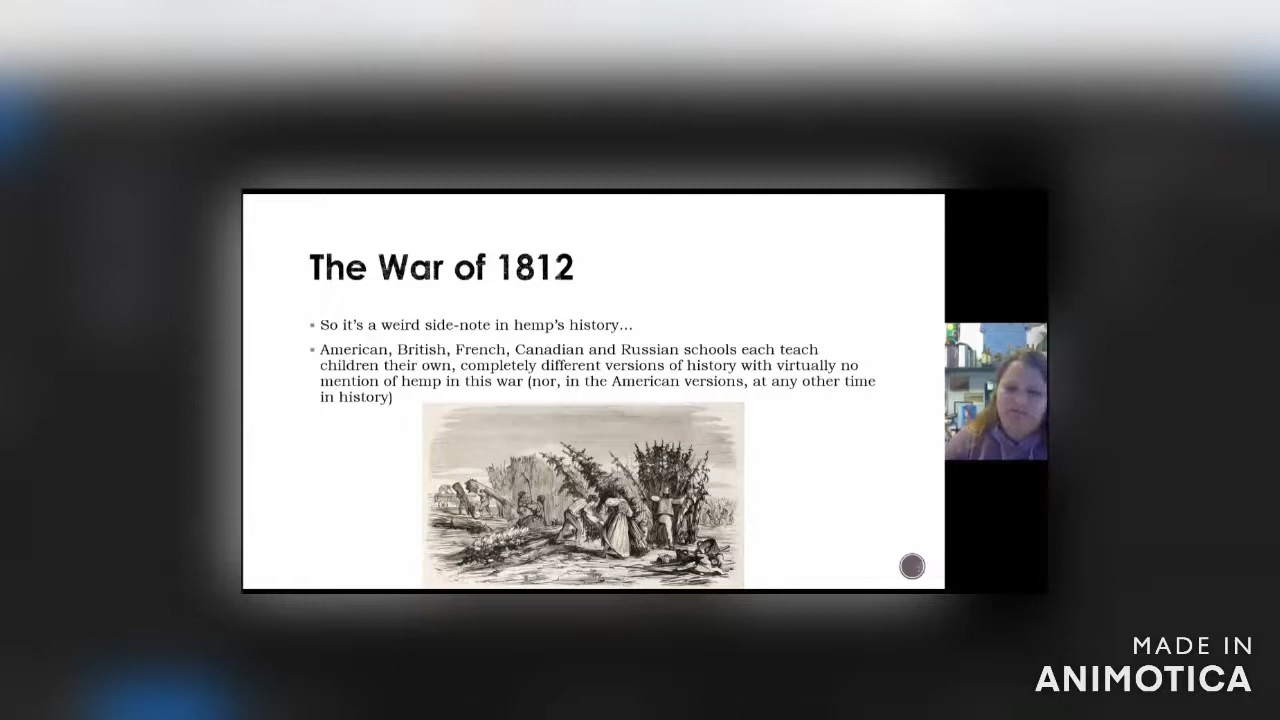 The War of 1812
▪ So it's a weird side-note in hemp's history...
▪ American, British, French, Canadian and Russian schools each teach
children their own, completely different versions of history with virtually no
mention of hemp in this war (nor, in the American versions, at any other time
in history)
MADE IN
ANIMOTICA